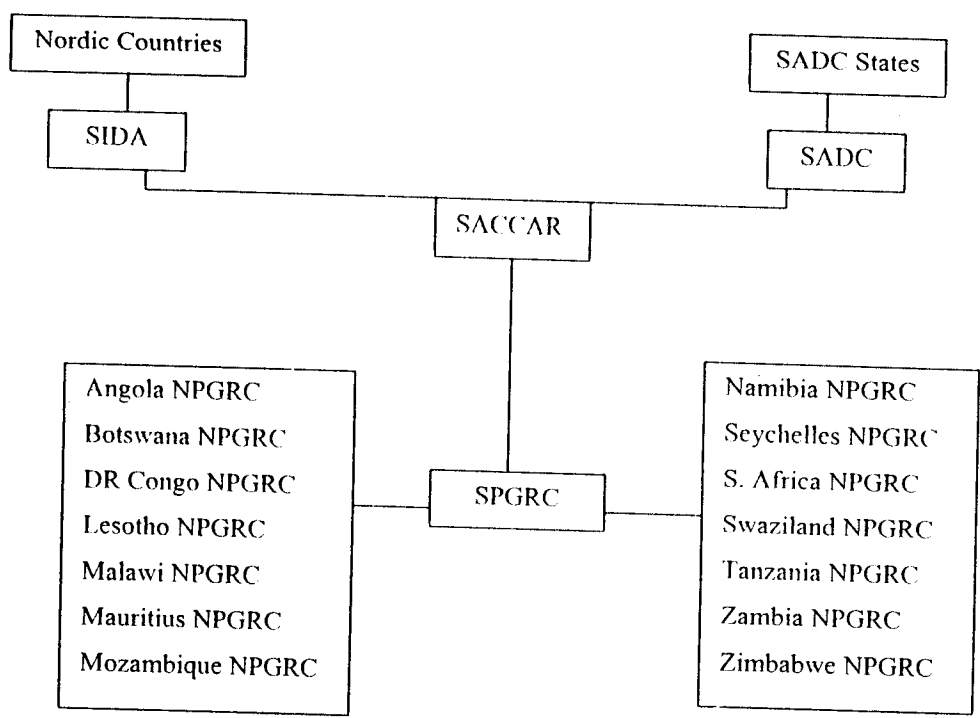 Nordic Countries
SADC States
SIDA
SADC
SACCAR
Angola NPGRC
Botswana NPGRC
DR Congo NPGRC
Lesotho NPGRC
Malawi NPGRC
Mauritius NPGRC
Mozambique NPGRC
SPGRC
Namibia NPGRC
Seychelles NPGRC
S. Africa NPGRC
Swaziland NPGRC
Tanzania NPGRC
Zambia NPGRC
Zimbabwe NPGRC